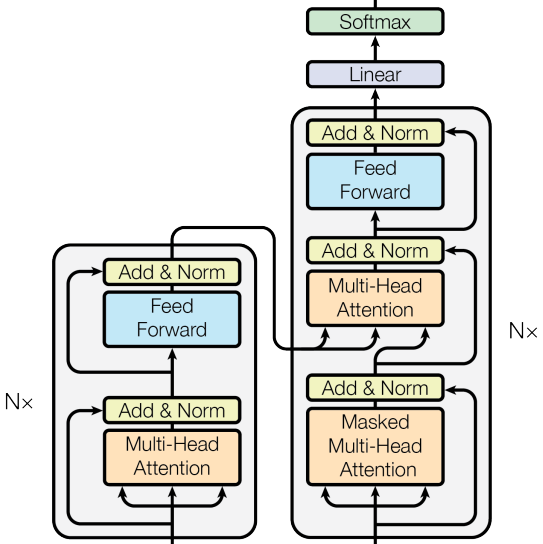 Softmax
Linear
Add & Norm
Feed
Forward
Add & Norm
Multi-Head
Attention
Add & Norm
Masked
Multi-Head
Attention
N×
Add & Norm
Feed
Forward
Add & Norm
Multi-Head
Attention
N×